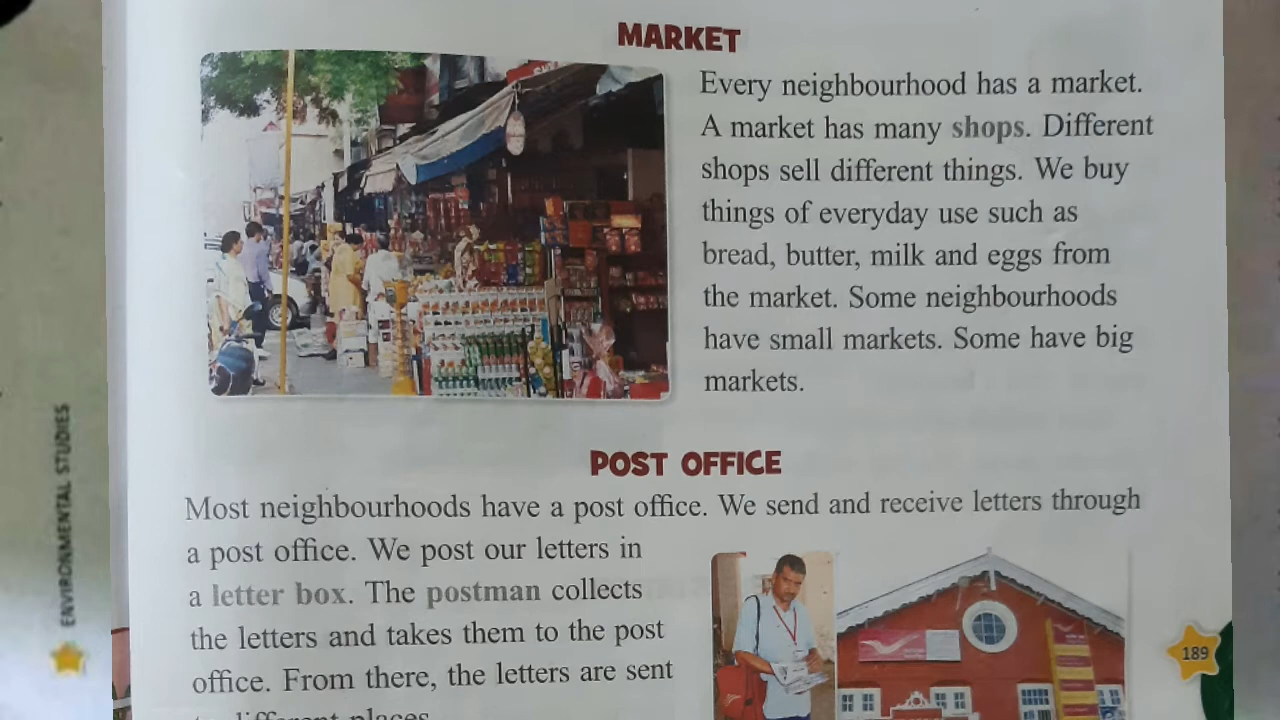 MARKET
Every neighbourhood has a market.
A market has many shops. Different
shops sell different things. We buy
things of everyday use such as
bread, butter, milk and eggs from
the market. Some neighbourhoods
have small markets. Some have big
markets.
POST OFFICE
Most neighbourhoods have a post office. We send and receive letters through
a post office. We post our letters in
a letter box. The postman collects
the letters and takes them to the post
office. From there, the letters are sent
to different places.
189
ENVIRONMENTAL STUDIES